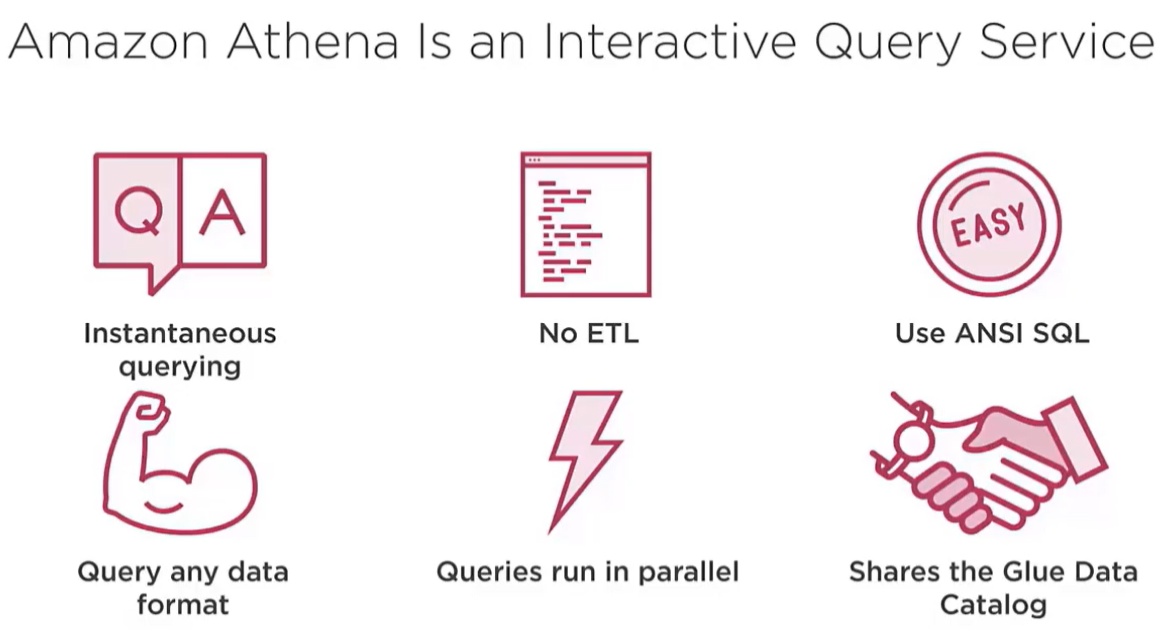 Amazon Athena Is an Interactive Query Service
Q A
EASY
Instantaneous
querying
No ETL
Use ANSI SQL
Query any data
format
Queries run in parallel
Shares the Glue Data
Catalog